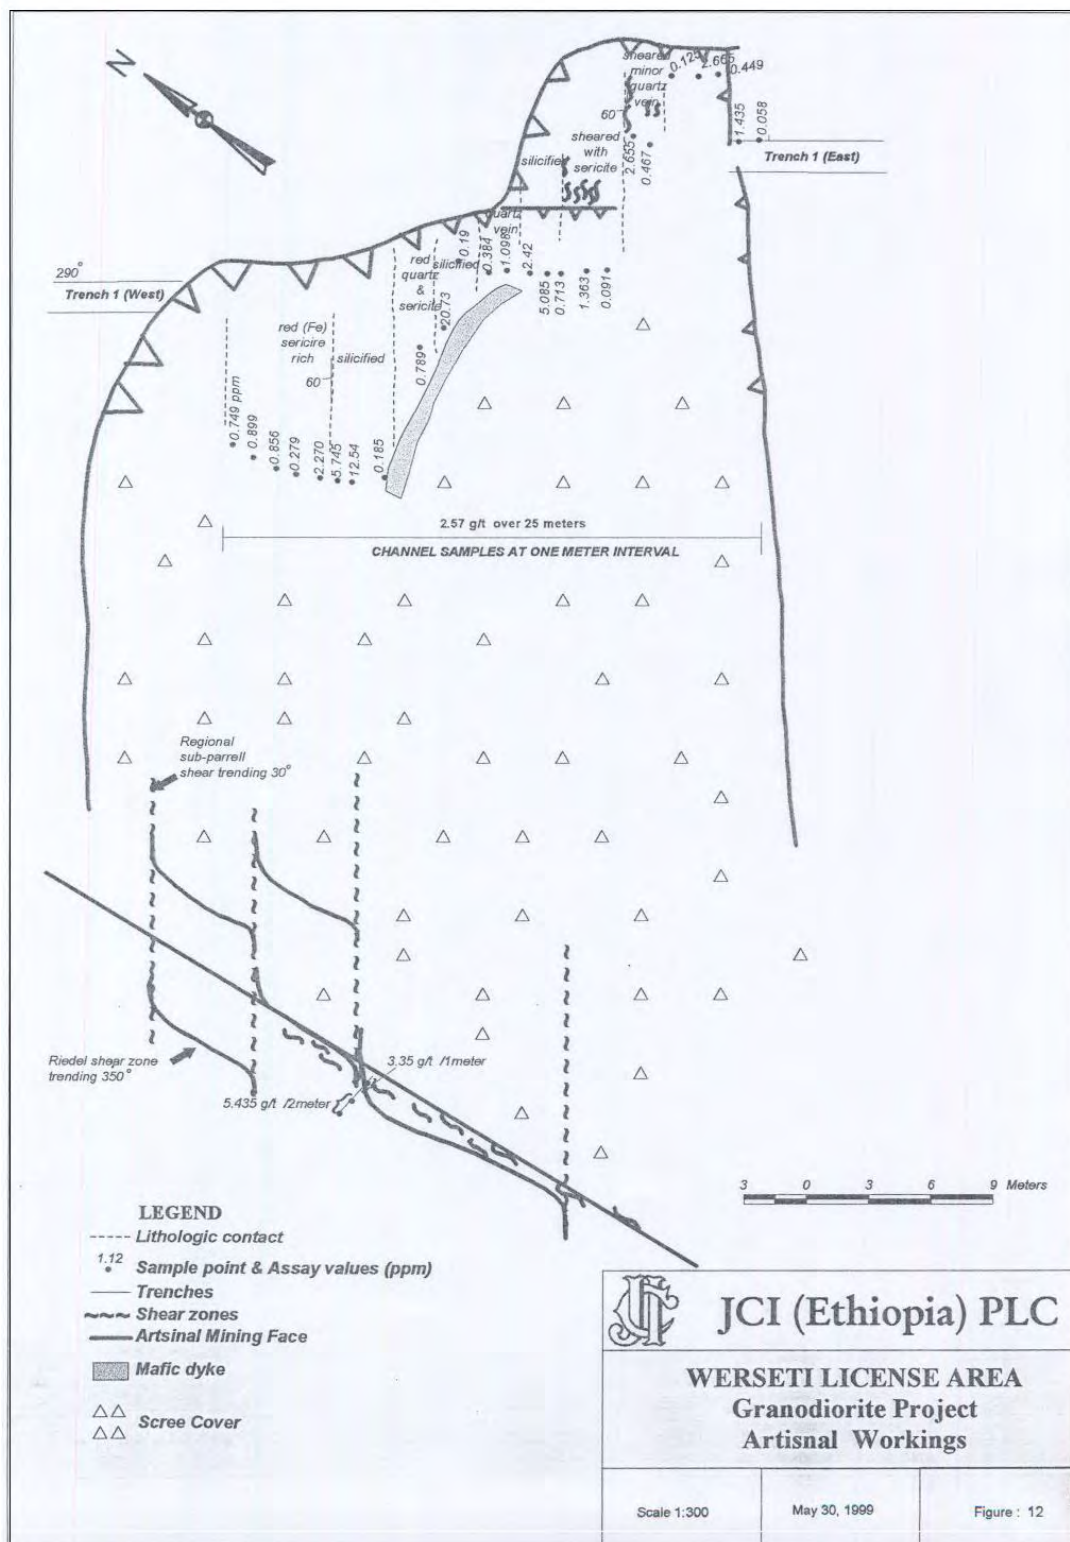 N
sheared
minor
quartz
vein
0.125
2.665
0.449
60
1.435
0.058
sheared
with
sericite
silicified
2.655
0.467
Trench 1 (East)
quartz
vein
290°
Trench 1 (West)
red
quartz
&
sericite
silicified
0.19
0.384
1.098
2.42
5.085
0.713
1.363
0.091
20.73
0.789
red (Fe)
sericire
rich
silicified
60
0.749 ppm
0.899
0.856
0.279
2.270
5.745
12.54
0.185
2.57 g/t over 25 meters
CHANNEL SAMPLES AT ONE METER INTERVAL
Regional
sub-parrell
shear trending 30°
Riedel shear zone
trending 350°
3.35 g/t /1meter
5.435 g/t /2meter
3 0 3 6 9 Meters
LEGEND
Lithologic contact
1.12
Sample point & Assay values (ppm)
Trenches
Shear zones
Artsinal Mining Face
Mafic dyke
Scree Cover
JCI
JCI (Ethiopia) PLC
WERSETI LICENSE AREA
Granodiorite Project
Artisnal Workings
Scale 1:300
May 30, 1999
Figure : 12